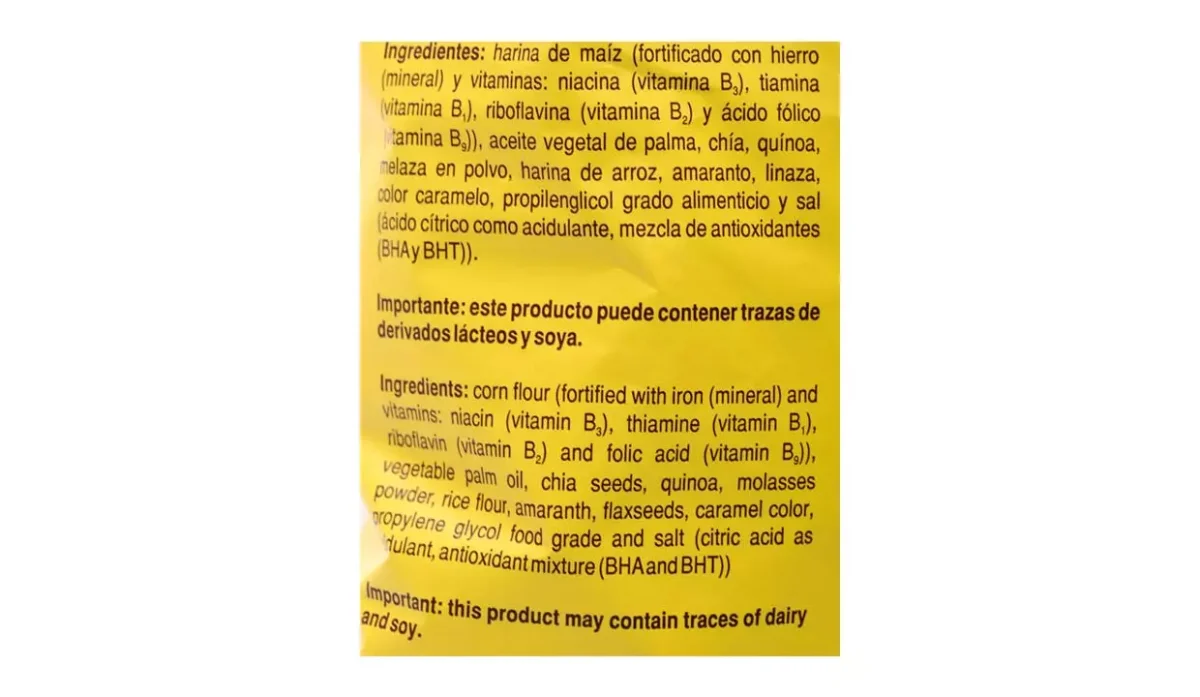 Ingredientes: harina de maíz (fortificado con hierro
(mineral) y vitaminas: niacina (vitamina B₃), tiamina
(vitamina B₁), riboflavina (vitamina B₂) y ácido fólico
vitamina B₉)), aceite vegetal de palma, chía, quínoa,
melaza en polvo, harina de arroz, amaranto, linaza,
color caramelo, propilenglicol grado alimenticio y sal
(ácido cítrico como acidulante, mezcla de antioxidantes
(BHA y BHT)).
Importante: este producto puede contener trazas de
derivados lácteos y soya.
Ingredients: corn flour (fortified with iron (mineral) and
vitamins: niacin (vitamin B₃), thiamine (vitamin B₁),
riboflavin (vitamin B₂) and folic acid (vitamin B₉)),
vegetable palm oil, chia seeds, quinoa, molasses
powder, rice flour, amaranth, flaxseeds, caramel color,
propylene glycol food grade and salt (citric acid as
idulant, antioxidant mixture (BHA and BHT))
Important: this product may contain traces of dairy
and soy.